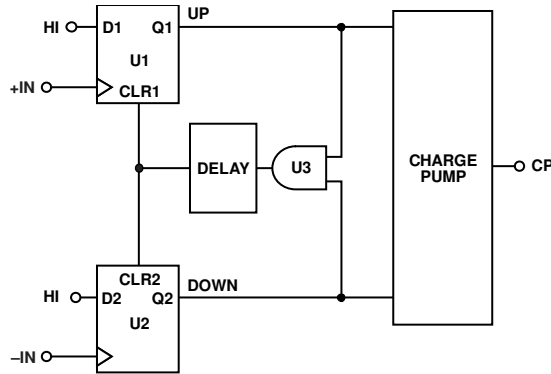 UP
HI
D1
Q1
U1
+IN
CLR1
DELAY
U3
CHARGE
PUMP
CP
CLR2
DOWN
HI
D2
Q2
U2
–IN